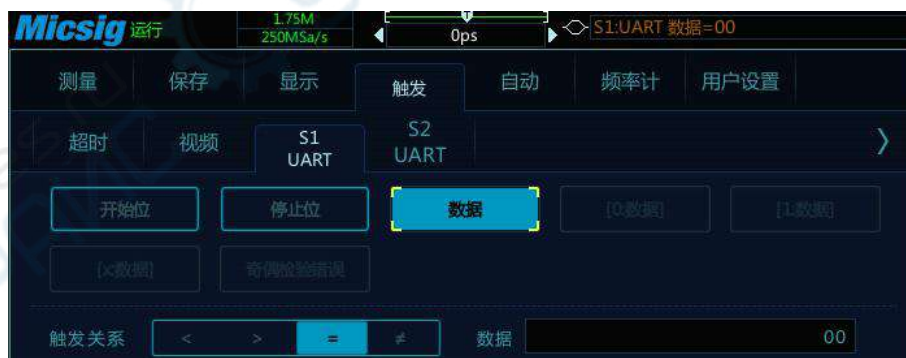 Micsig 运行 1.75M 250MSa/s T 0ps S1:UART 数据=00
测量 保存 显示 触发 自动 频率计 用户设置
超时 视频 S1 UART S2 UART
开始位 停止位 数据 [0:数据] [1:数据]
[x:数据] 奇偶检验错误
触发关系 < > = ≠ 数据 00